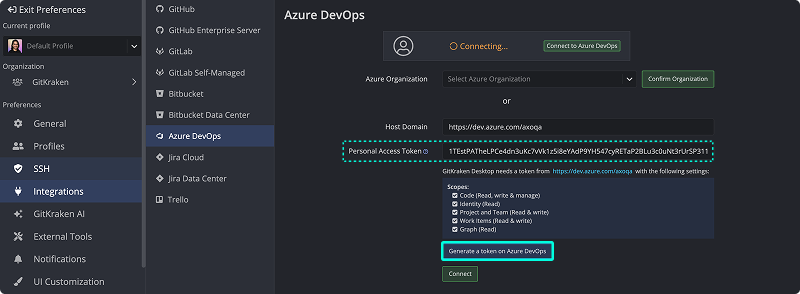 Exit Preferences
Current profile
Default Profile
Organization
GitKraken
Preferences
General
Profiles
SSH
Integrations
GitKraken AI
External Tools
Notifications
UI Customization
GitHub
GitHub Enterprise Server
GitLab
GitLab Self-Managed
Bitbucket
Bitbucket Data Center
Azure DevOps
Jira Cloud
Jira Data Center
Trello
Azure DevOps
Connecting...
Connect to Azure DevOps
Azure Organization
Select Azure Organization
Confirm Organization
or
Host Domain
https://dev.azure.com/axoqa
Personal Access Token
1TEstPATheLPCe4dn3uKc7Vvk1z5i8eYAdP9YH547cyRETaP2BLu3c0uNt3rUrSP311
GitKraken Desktop needs a token from https://dev.azure.com/axoqa with the following settings:
Scopes:
Code (Read, write & manage)
Identity (Read)
Project and Team (Read & write)
Work Items (Read & write)
Graph (Read)
Generate a token on Azure DevOps
Connect